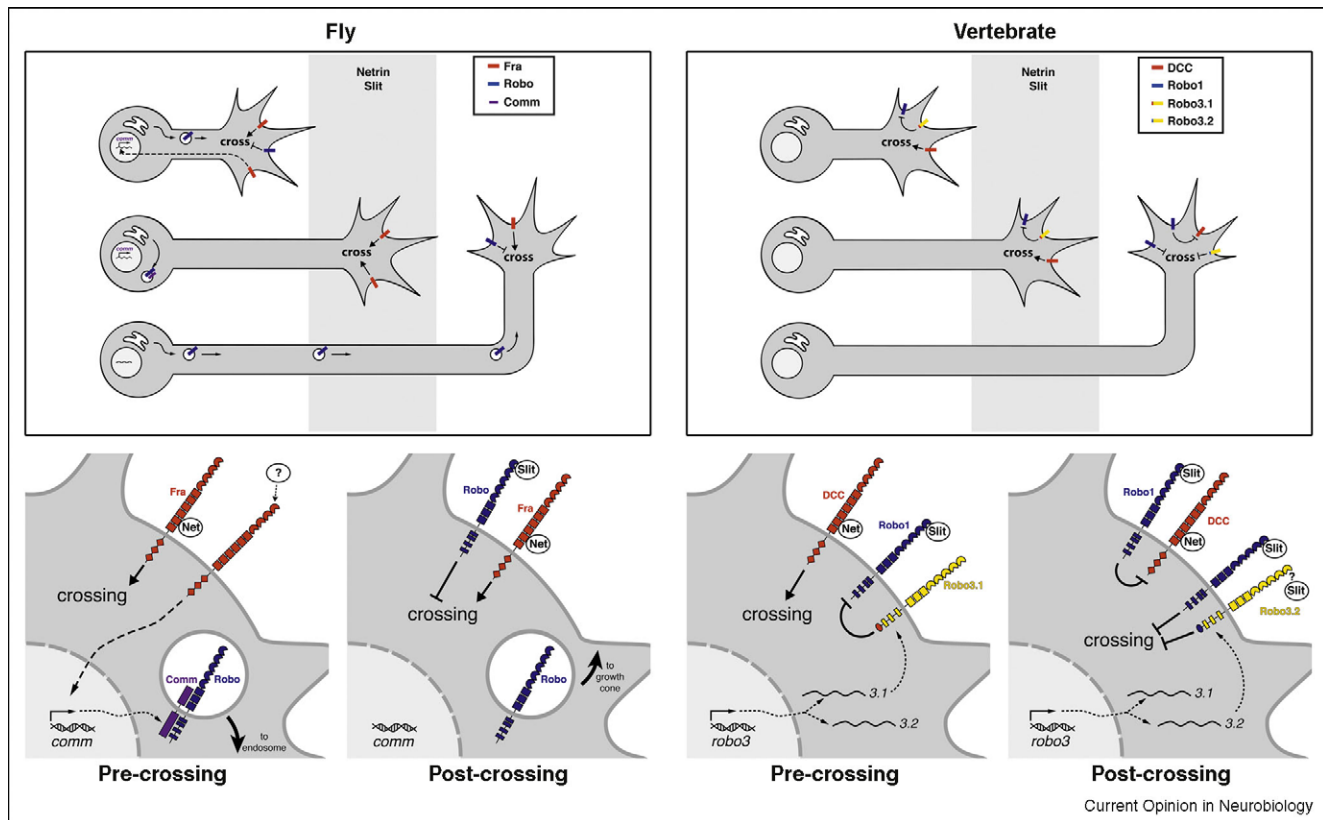 Fly
Netrin
Slit
Fra
Robo
Comm
comm
cross
comm
cross
cross
Vertebrate
Netrin
Slit
DCC
Robo1
Robo3.1
Robo3.2
cross
cross
cross
Fra
Net
?
crossing
Comm
Robo
comm
to
endosome
Pre-crossing
Slit
Robo
Fra
Net
crossing
Robo
to
growth
cone
comm
Post-crossing
DCC
Net
Robo1
Slit
crossing
Robo3.1
3.1
3.2
robo3
Pre-crossing
Slit
Robo1
DCC
Net
Slit
?
Slit
Robo3.2
crossing
3.1
3.2
robo3
Post-crossing
Current Opinion in Neurobiology